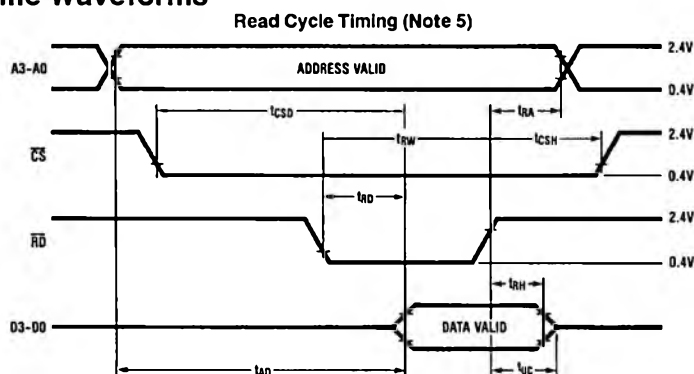 Read Cycle Timing (Note 5)
A3-A0
ADDRESS VALID
2.4V
0.4V
tCSD
tRA
tRW
tCSH
CS
2.4V
0.4V
tRD
RD
2.4V
0.4V
tRH
D3-D0
DATA VALID
tAD